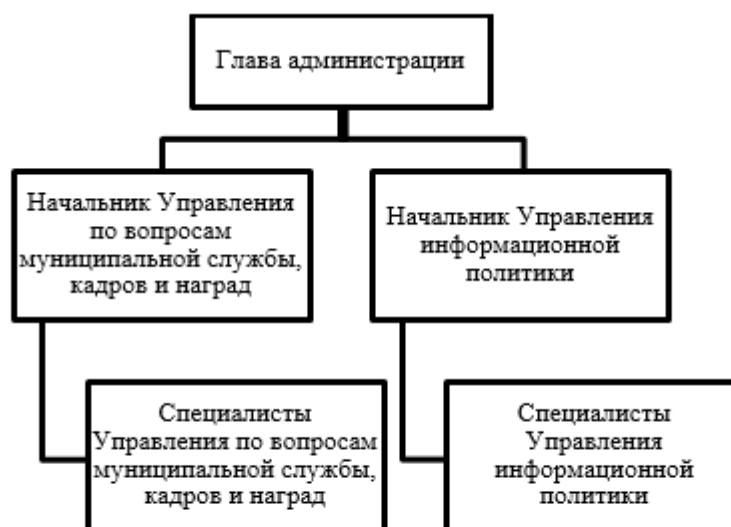 Глава администрации
Начальник Управления
по вопросам
муниципальной службы,
кадров и наград
Начальник Управления
информационной
политики
Специалисты
Управления по вопросам
муниципальной службы,
кадров и наград
Специалисты
Управления
информационной
политики